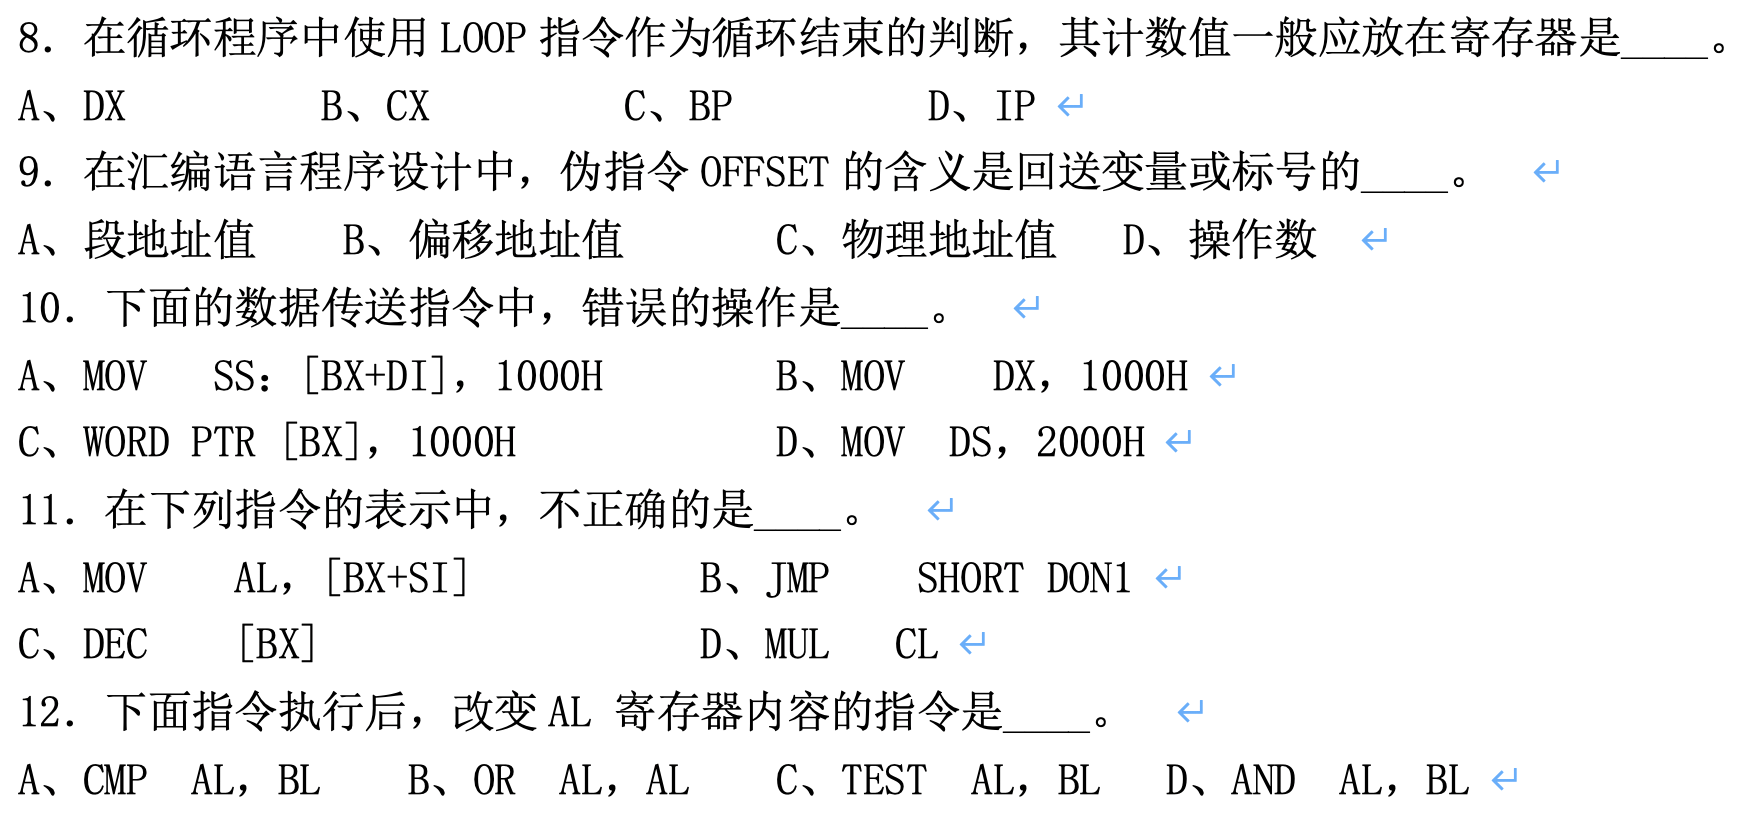 8. 在循环程序中使用 LOOP 指令作为循环结束的判断，其计数值一般应放在寄存器是____。
A、DX B、CX C、BP D、IP ↵
9. 在汇编语言程序设计中，伪指令 OFFSET 的含义是回送变量或标号的____。 ↵
A、段地址值 B、偏移地址值 C、物理地址值 D、操作数 ↵
10. 下面的数据传送指令中，错误的操作是____。 ↵
A、MOV SS：[BX+DI]，1000H B、MOV DX，1000H ↵
C、WORD PTR [BX]，1000H D、MOV DS，2000H ↵
11. 在下列指令的表示中，不正确的是____。 ↵
A、MOV AL，[BX+SI] B、JMP SHORT DON1 ↵
C、DEC [BX] D、MUL CL ↵
12. 下面指令执行后，改变 AL 寄存器内容的指令是____。 ↵
A、CMP AL，BL B、OR AL，AL C、TEST AL，BL D、AND AL，BL ↵